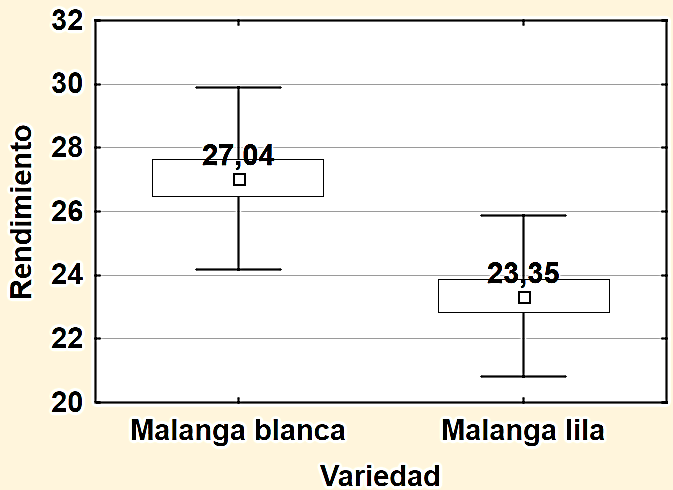 32
30
28
26
24
22
20
Rendimiento
27,04
23,35
Malanga blanca
Malanga lila
Variedad